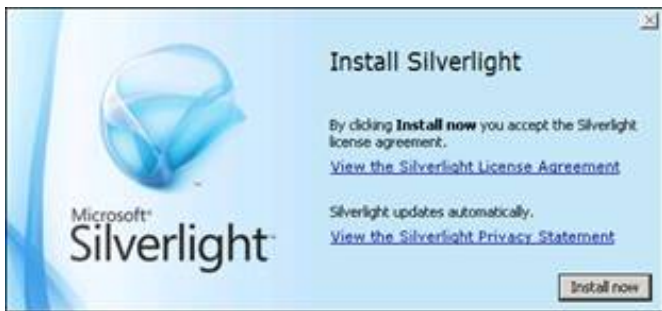 Install Silverlight
By clicking Install now you accept the Silverlight
license agreement.
View the Silverlight License Agreement
Silverlight updates automatically.
View the Silverlight Privacy Statement
Microsoft®
Silverlight
Install now